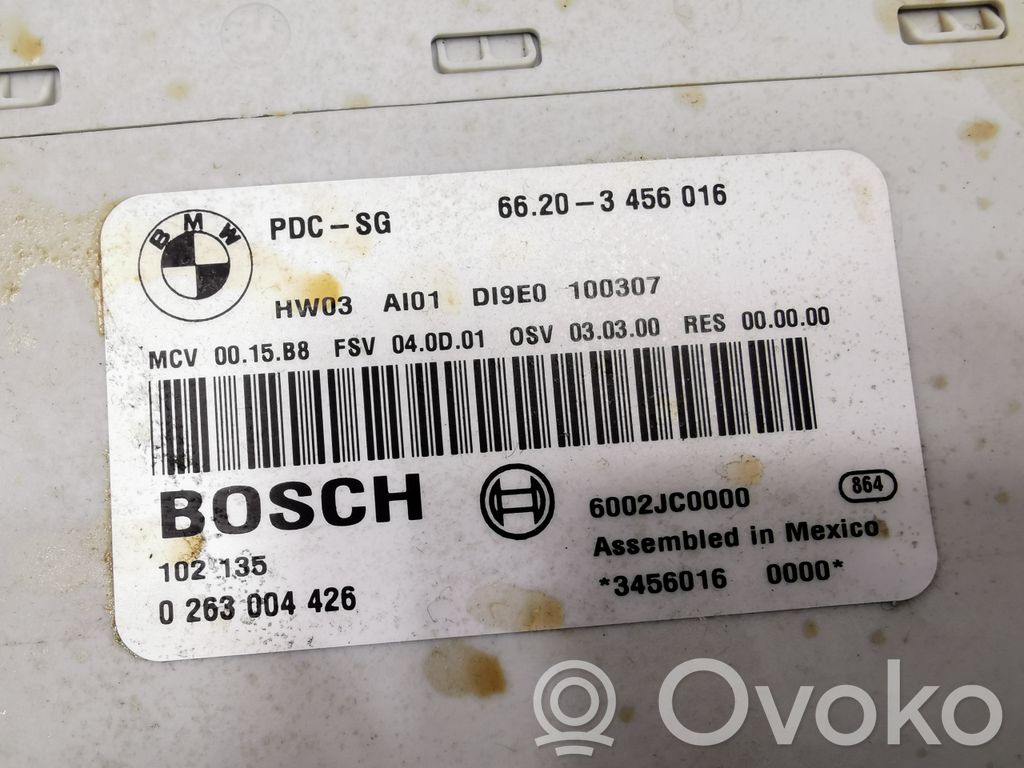 BMW
PDC-SG 66.20-3 456 016
HW03 AI01 DI9E0 100307
MCV 00.15.B8 FSV 04.0D.01 OSV 03.03.00 RES 00.00.00
BOSCH
6002JC0000 864
Assembled in Mexico
102 135
*3456016 0000*
0 263 004 426
Ovoko